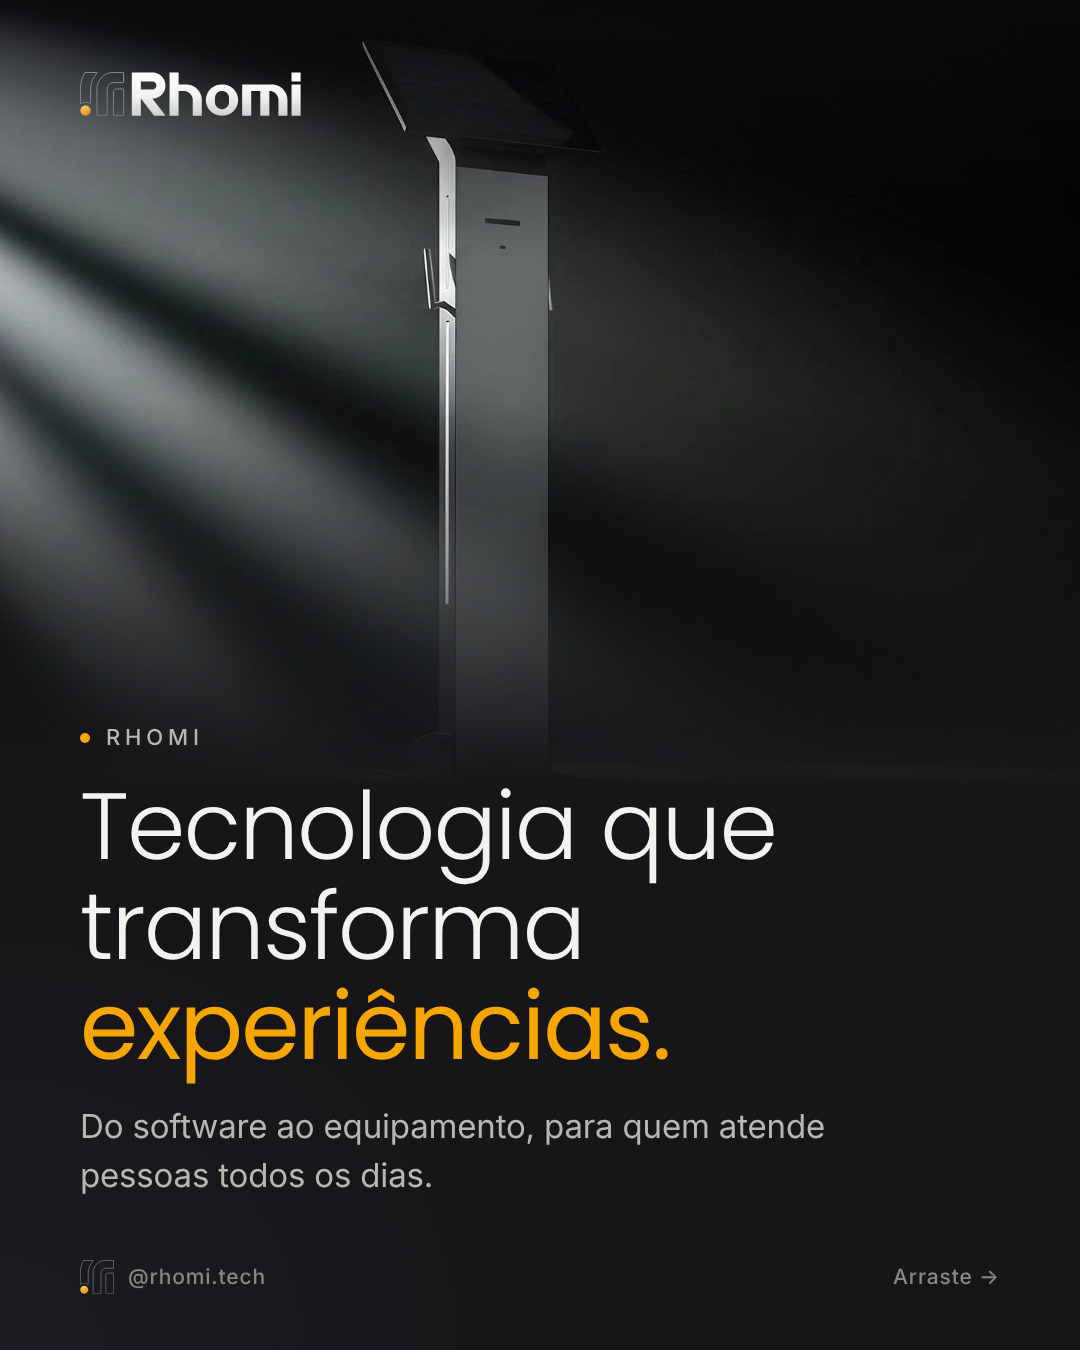 Rhomi
RHOMI
Tecnologia que
transforma
experiências.
Do software ao equipamento, para quem atende
pessoas todos os dias.
@rhomi.tech
Arraste →